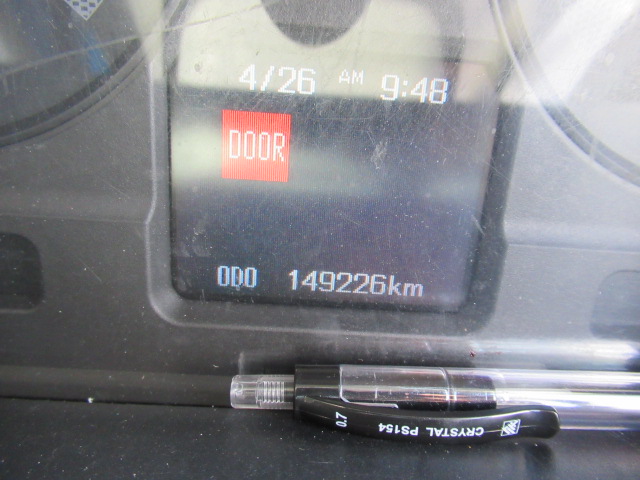 4/26 AM 9:48
DOOR
ODO 149226km
0.7 CRYSTAL PS154